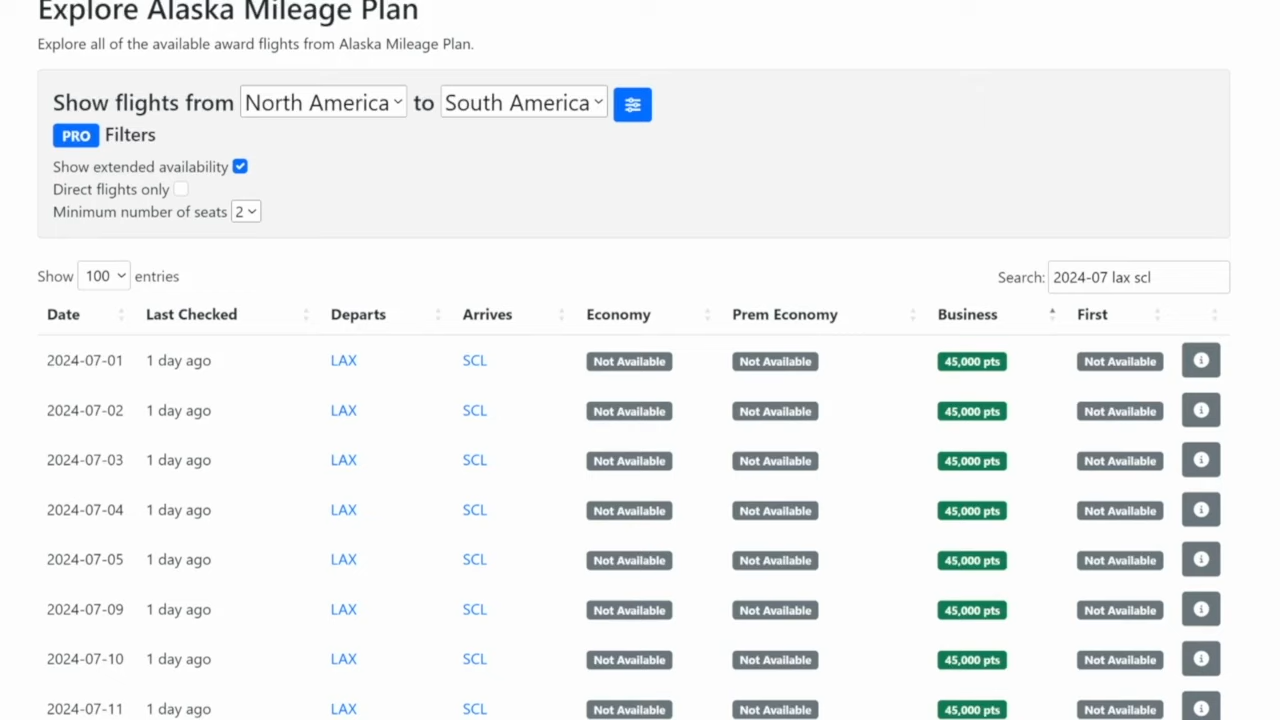 Explore Alaska Mileage Plan
Explore all of the available award flights from Alaska Mileage Plan.
Show flights from North America to South America
PRO Filters
Show extended availability
Direct flights only
Minimum number of seats 2
Show 100 entries Search: 2024-07 lax scl
Date Last Checked Departs Arrives Economy Prem Economy Business First
2024-07-01 1 day ago LAX SCL Not Available Not Available 45,000 pts Not Available
2024-07-02 1 day ago LAX SCL Not Available Not Available 45,000 pts Not Available
2024-07-03 1 day ago LAX SCL Not Available Not Available 45,000 pts Not Available
2024-07-04 1 day ago LAX SCL Not Available Not Available 45,000 pts Not Available
2024-07-05 1 day ago LAX SCL Not Available Not Available 45,000 pts Not Available
2024-07-09 1 day ago LAX SCL Not Available Not Available 45,000 pts Not Available
2024-07-10 1 day ago LAX SCL Not Available Not Available 45,000 pts Not Available
2024-07-11 1 day ago LAX SCL Not Available Not Available 45,000 pts Not Available